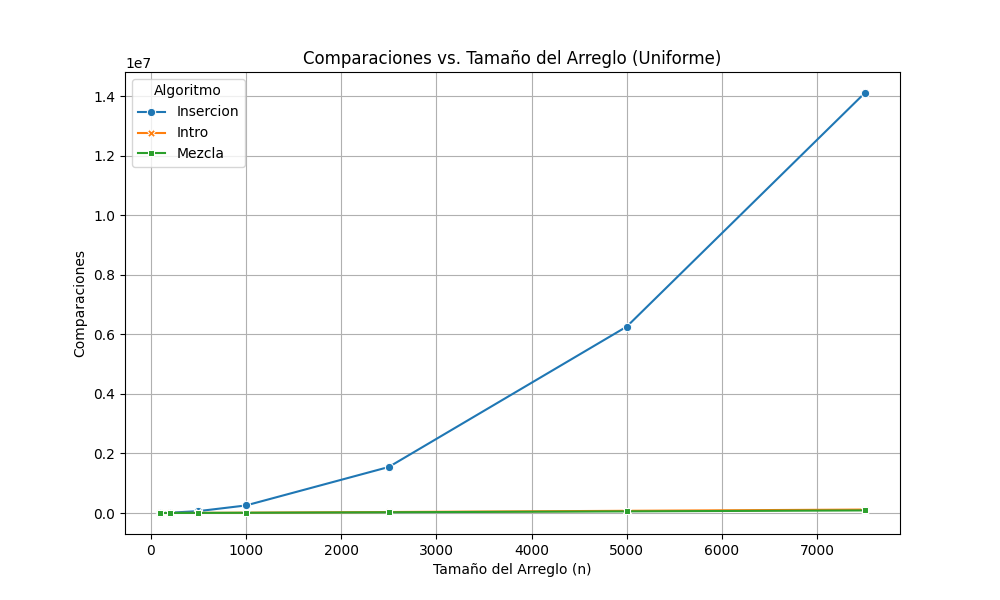 Comparaciones vs. Tamaño del Arreglo (Uniforme)
1e7
Algoritmo
Insercion
Intro
Mezcla
1.4
1.2
1.0
0.8
0.6
0.4
0.2
0.0
Comparaciones
0 1000 2000 3000 4000 5000 6000 7000
Tamaño del Arreglo (n)